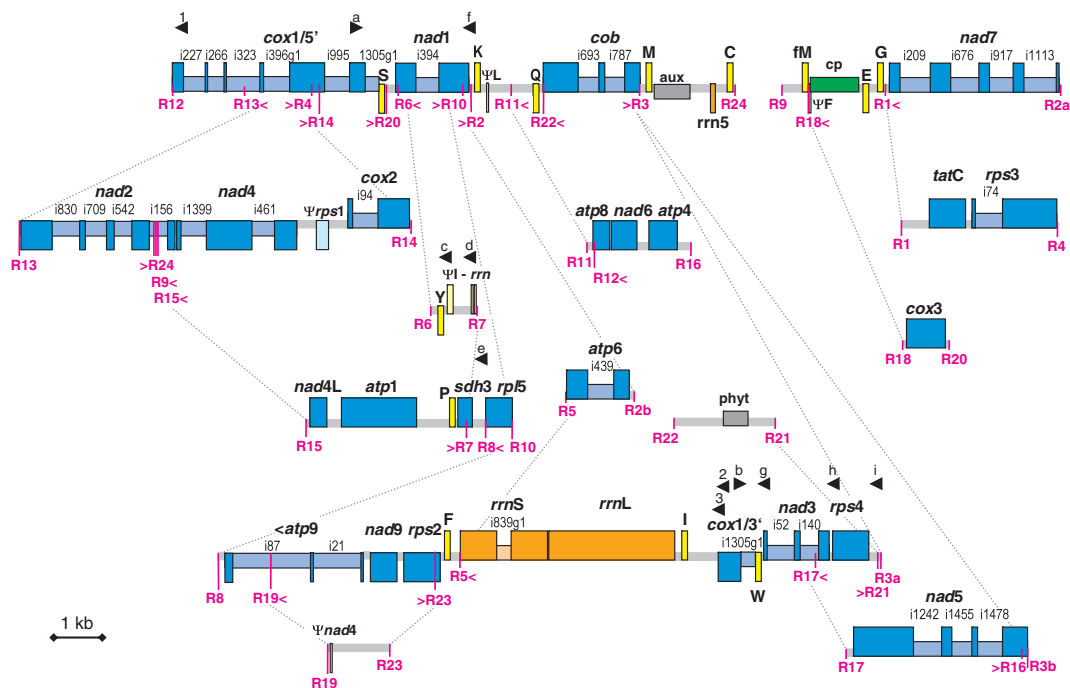 1 a f
cox1/5' nad1 cob nad7
i227 i266 i323 i396g1 i995 1305g1 i394 K ΨL i693 i787 M C fM cp G i209 i676 i917 i1113
S Q aux E
R12 R13< >R4 >R14 >R20 R6< >R10 >R2 R11< R22< >R3 rrn5 R24 R9 ΨF R18< R1< R2a
nad2 nad4 cox2 tatC rps3
i830 i709 i542 i156 i1399 i461 Ψrps1 i94 i74
atp8 nad6 atp4
R13 >R24 R9< R15< R14 R11 R12< R16 R1 R4
c d
ΨI - rrn
Y
R6 R7
cox3
R18 R20
e
nad4L atp1 P sdh3 rpl5
R15 >R7 R8< R10
atp6
i439
R5 R2b
phyt
R22 R21
2 b g h i
3
<atp9 nad9 rps2 F rrnS rrnL I cox1/3' nad3 rps4
i87 i21 i839g1 i1305g1 i52 i140
W
R8 R19< >R23 R5< R17< >R21 R3a
1 kb
Ψnad4
R19 R23
nad5
i1242 i1455 i1478
R17 >R16 R3b